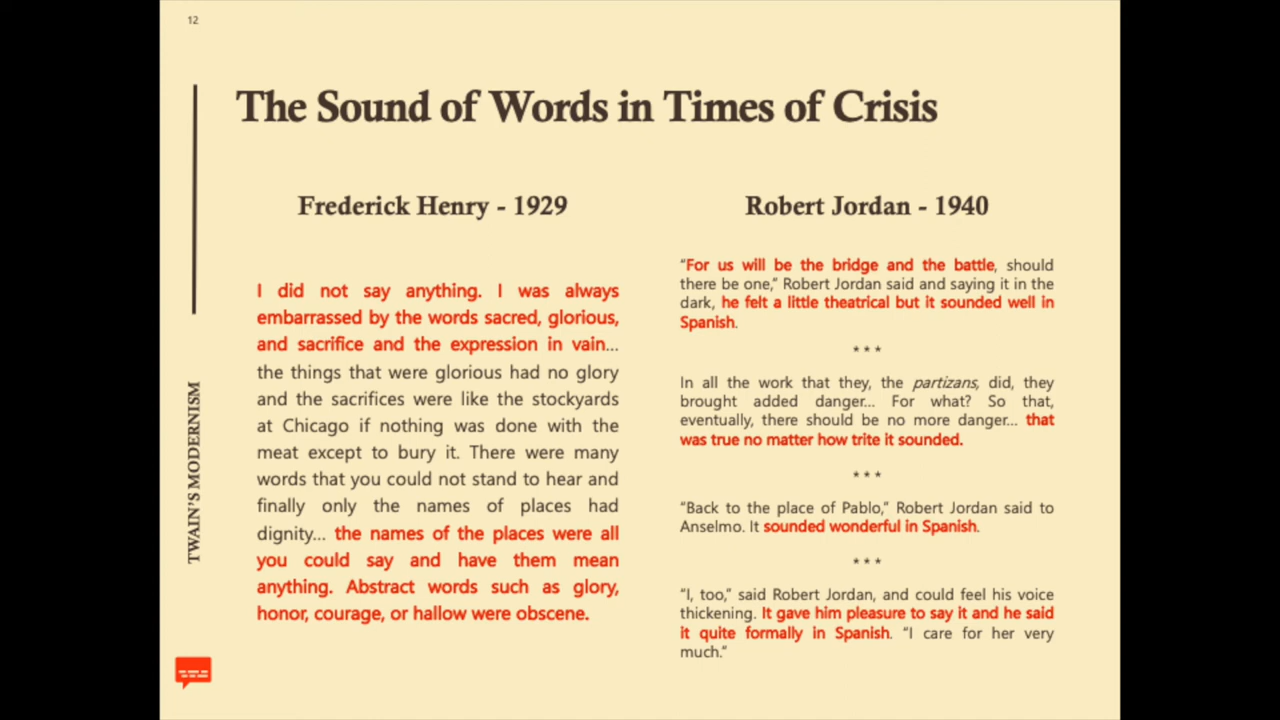 12
The Sound of Words in Times of Crisis
TWAIN'S MODERNISM
Frederick Henry - 1929
I did not say anything. I was always
embarrassed by the words sacred, glorious,
and sacrifice and the expression in vain...
the things that were glorious had no glory
and the sacrifices were like the stockyards
at Chicago if nothing was done with the
meat except to bury it. There were many
words that you could not stand to hear and
finally only the names of places had
dignity... the names of the places were all
you could say and have them mean
anything. Abstract words such as glory,
honor, courage, or hallow were obscene.
Robert Jordan - 1940
“For us will be the bridge and the battle, should
there be one,” Robert Jordan said and saying it in the
dark, he felt a little theatrical but it sounded well in
Spanish.
***
In all the work that they, the partizans, did, they
brought added danger... For what? So that,
eventually, there should be no more danger... that
was true no matter how trite it sounded.
***
“Back to the place of Pablo,” Robert Jordan said to
Anselmo. It sounded wonderful in Spanish.
***
“I, too,” said Robert Jordan, and could feel his voice
thickening. It gave him pleasure to say it and he said
it quite formally in Spanish. “I care for her very
much.”